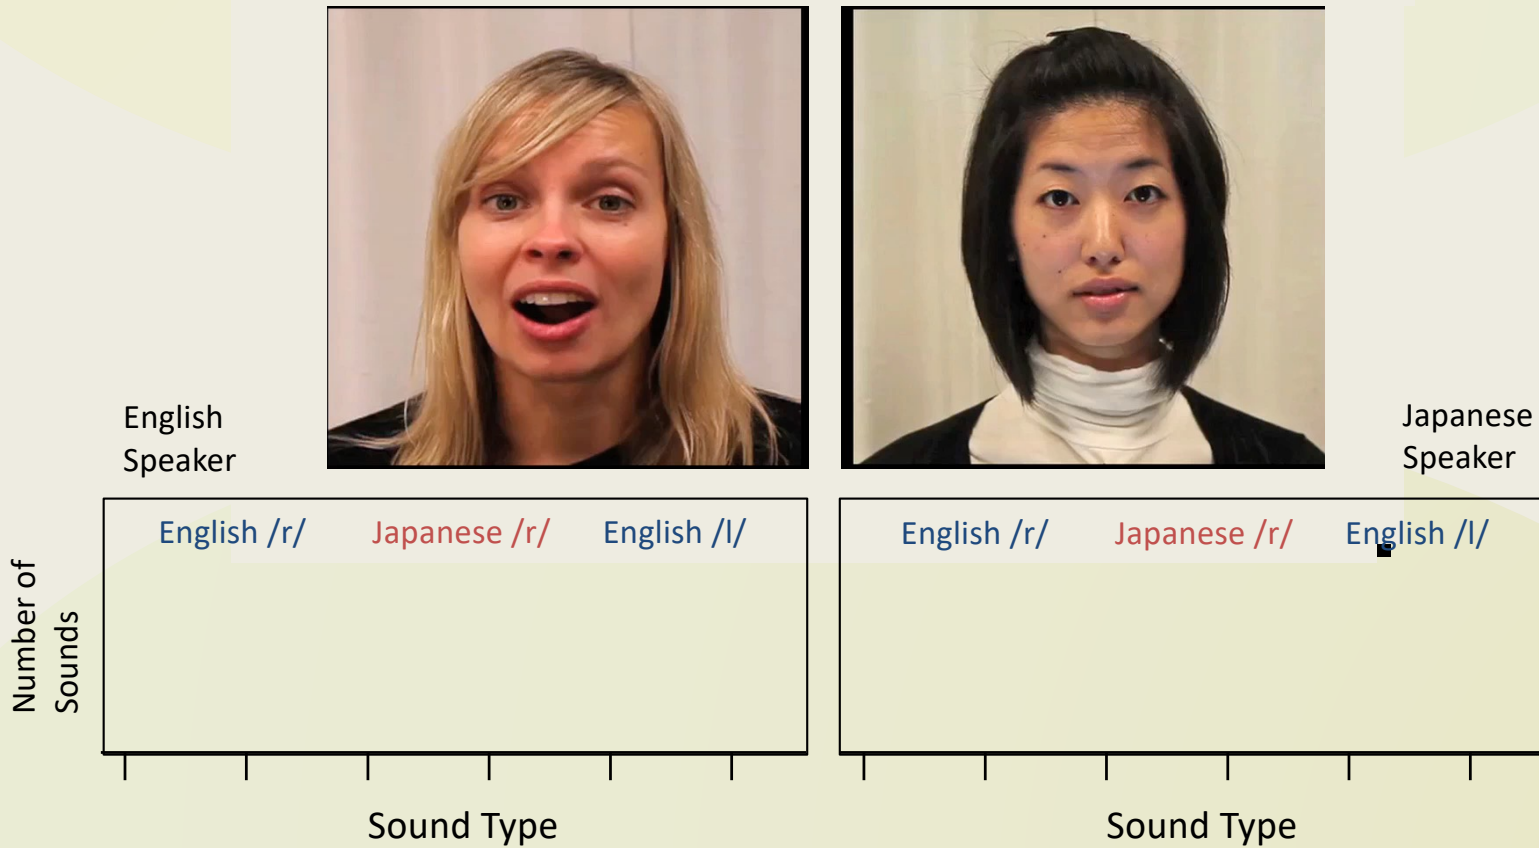 English
Speaker
Japanese
Speaker
English /r/ Japanese /r/ English /l/
English /r/ Japanese /r/ English /l/
Number of
Sounds
Sound Type
Sound Type